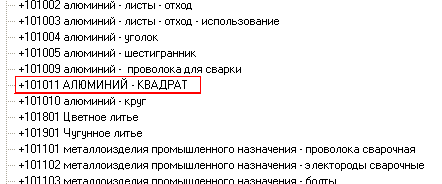 +101002 алюминий - листы - отход
+101003 алюминий - листы - отход - использование
+101004 алюминий - уголок
+101005 алюминий - шестигранник
+101009 алюминий -  проволока для сварки
+101011 АЛЮМИНИЙ - КВАДРАТ
+101010 алюминий - круг
+101801 Цветное литье
+101901 Чугунное литье
+101101 металлоизделия промышленного назначения - проволока сварочная
+101102 металлоизделия промышленного назначения - электороды сварочные
+101103 металлоизделия промышленного назначения - болты